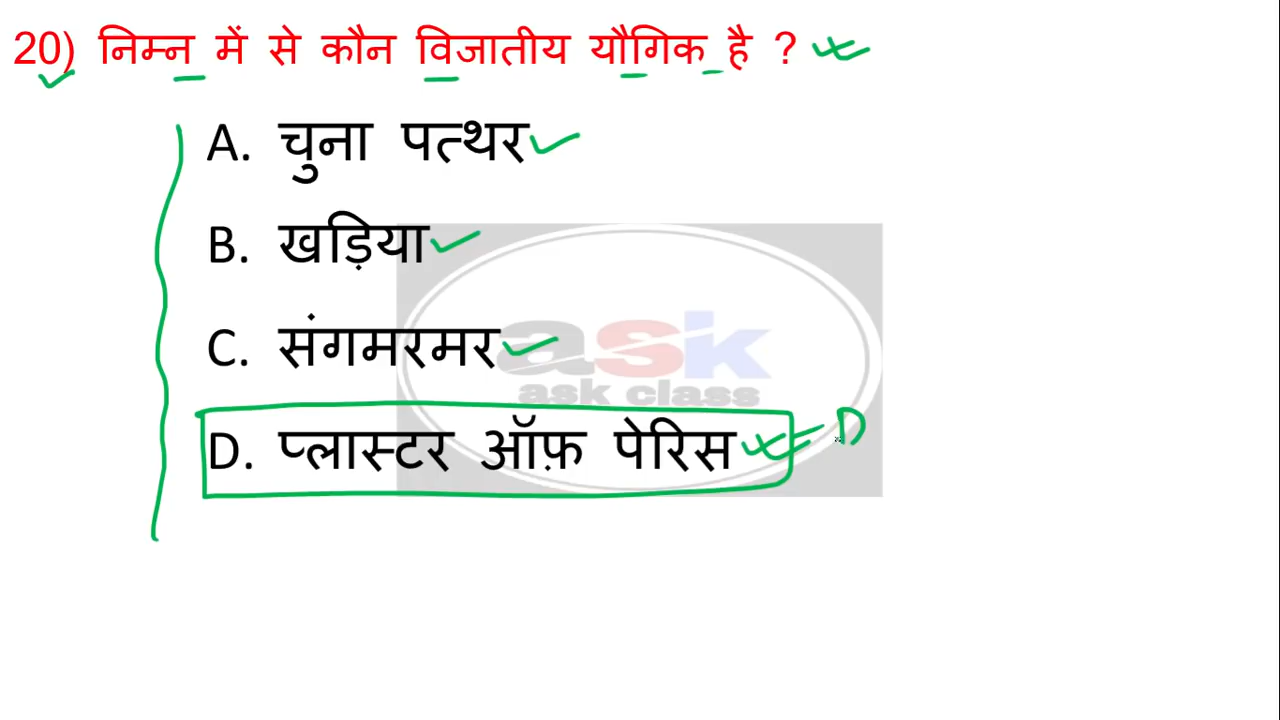 20) निम्न में से कौन विजातीय यौगिक है ?
A. चुना पत्थर
B. खड़िया
C. संगमरमर
ask
ask class
D. प्लास्टर ऑफ़ पेरिस D